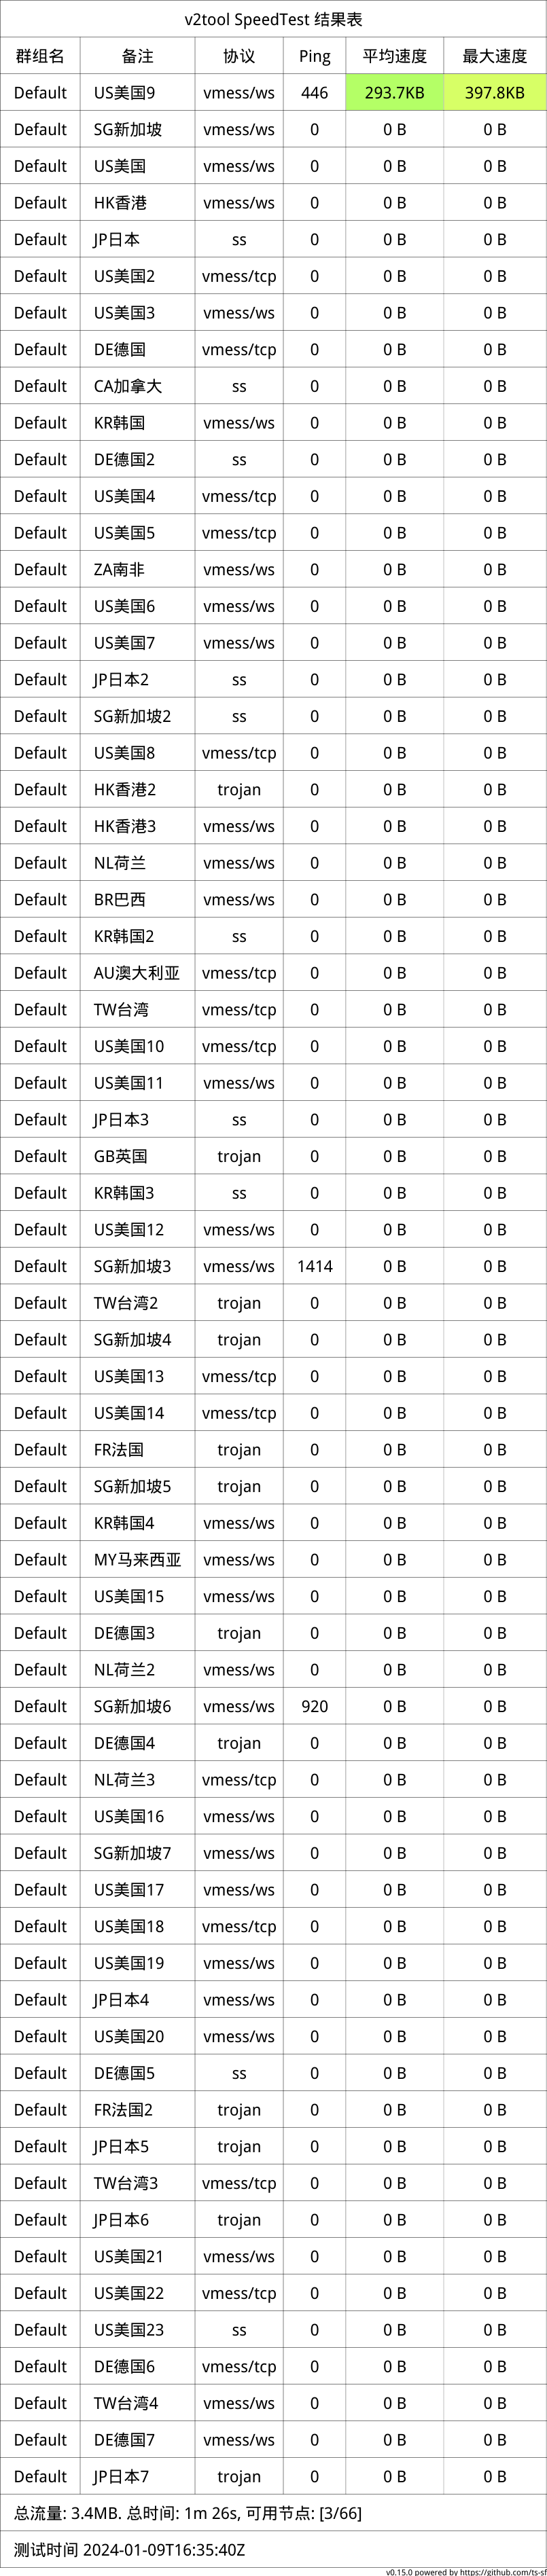 v2tool SpeedTest 结果表
群组名 备注 协议 Ping 平均速度 最大速度
Default US美国9 vmess/ws 446 293.7KB 397.8KB
Default SG新加坡 vmess/ws 0 0 B 0 B
Default US美国 vmess/ws 0 0 B 0 B
Default HK香港 vmess/ws 0 0 B 0 B
Default JP日本 ss 0 0 B 0 B
Default US美国2 vmess/tcp 0 0 B 0 B
Default US美国3 vmess/ws 0 0 B 0 B
Default DE德国 vmess/tcp 0 0 B 0 B
Default CA加拿大 ss 0 0 B 0 B
Default KR韩国 vmess/ws 0 0 B 0 B
Default DE德国2 ss 0 0 B 0 B
Default US美国4 vmess/tcp 0 0 B 0 B
Default US美国5 vmess/tcp 0 0 B 0 B
Default ZA南非 vmess/ws 0 0 B 0 B
Default US美国6 vmess/ws 0 0 B 0 B
Default US美国7 vmess/ws 0 0 B 0 B
Default JP日本2 ss 0 0 B 0 B
Default SG新加坡2 ss 0 0 B 0 B
Default US美国8 vmess/tcp 0 0 B 0 B
Default HK香港2 trojan 0 0 B 0 B
Default HK香港3 vmess/ws 0 0 B 0 B
Default NL荷兰 vmess/ws 0 0 B 0 B
Default BR巴西 vmess/ws 0 0 B 0 B
Default KR韩国2 ss 0 0 B 0 B
Default AU澳大利亚 vmess/tcp 0 0 B 0 B
Default TW台湾 vmess/tcp 0 0 B 0 B
Default US美国10 vmess/tcp 0 0 B 0 B
Default US美国11 vmess/ws 0 0 B 0 B
Default JP日本3 ss 0 0 B 0 B
Default GB英国 trojan 0 0 B 0 B
Default KR韩国3 ss 0 0 B 0 B
Default US美国12 vmess/ws 0 0 B 0 B
Default SG新加坡3 vmess/ws 1414 0 B 0 B
Default TW台湾2 trojan 0 0 B 0 B
Default SG新加坡4 trojan 0 0 B 0 B
Default US美国13 vmess/tcp 0 0 B 0 B
Default US美国14 vmess/tcp 0 0 B 0 B
Default FR法国 trojan 0 0 B 0 B
Default SG新加坡5 trojan 0 0 B 0 B
Default KR韩国4 vmess/ws 0 0 B 0 B
Default MY马来西亚 vmess/ws 0 0 B 0 B
Default US美国15 vmess/ws 0 0 B 0 B
Default DE德国3 trojan 0 0 B 0 B
Default NL荷兰2 vmess/ws 0 0 B 0 B
Default SG新加坡6 vmess/ws 920 0 B 0 B
Default DE德国4 trojan 0 0 B 0 B
Default NL荷兰3 vmess/tcp 0 0 B 0 B
Default US美国16 vmess/ws 0 0 B 0 B
Default SG新加坡7 vmess/ws 0 0 B 0 B
Default US美国17 vmess/ws 0 0 B 0 B
Default US美国18 vmess/tcp 0 0 B 0 B
Default US美国19 vmess/ws 0 0 B 0 B
Default JP日本4 vmess/ws 0 0 B 0 B
Default US美国20 vmess/ws 0 0 B 0 B
Default DE德国5 ss 0 0 B 0 B
Default FR法国2 trojan 0 0 B 0 B
Default JP日本5 trojan 0 0 B 0 B
Default TW台湾3 vmess/tcp 0 0 B 0 B
Default JP日本6 trojan 0 0 B 0 B
Default US美国21 vmess/ws 0 0 B 0 B
Default US美国22 vmess/tcp 0 0 B 0 B
Default US美国23 ss 0 0 B 0 B
Default DE德国6 vmess/tcp 0 0 B 0 B
Default TW台湾4 vmess/ws 0 0 B 0 B
Default DE德国7 vmess/ws 0 0 B 0 B
Default JP日本7 trojan 0 0 B 0 B
总流量: 3.4MB. 总时间: 1m 26s, 可用节点: [3/66]
测试时间 2024-01-09T16:35:40Z
v0.15.0 powered by https://github.com/ts-sf